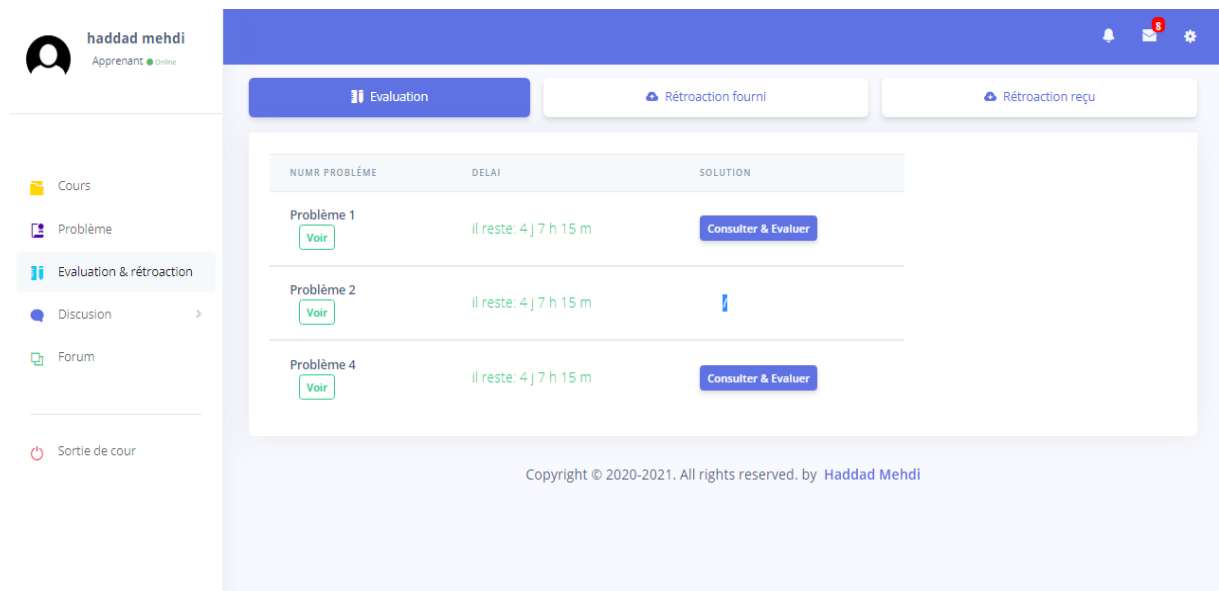 haddad mehdi
Apprenant Online
8
Evaluation
Rétroaction fourni
Rétroaction reçu
Cours
Problème
Evaluation & rétroaction
Discusion
Forum
Sortie de cour
NUMR PROBLÉME DELAI SOLUTION
Problème 1
Voir
il reste: 4 j 7 h 15 m
Consulter & Evaluer
Problème 2
Voir
il reste: 4 j 7 h 15 m
/
Problème 4
Voir
il reste: 4 j 7 h 15 m
Consulter & Evaluer
Copyright © 2020-2021. All rights reserved. by Haddad Mehdi